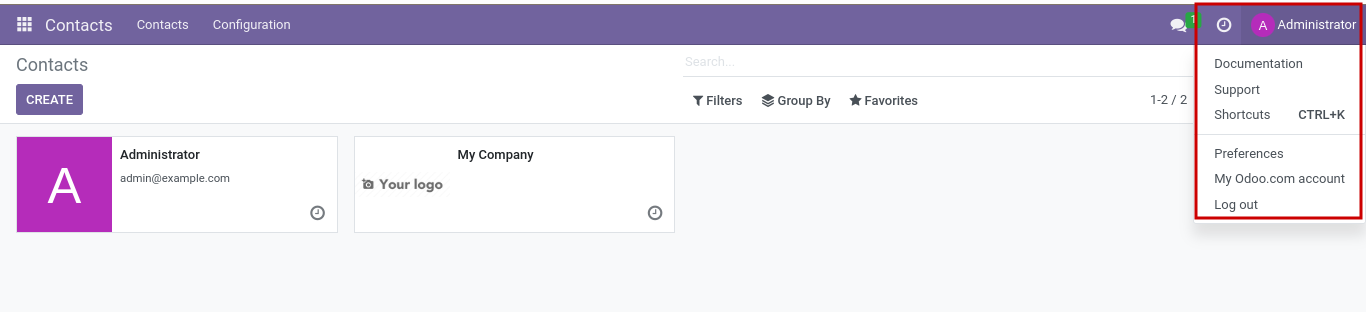 Contacts Contacts Configuration 1 A Administrator
Contacts Search...
CREATE Filters Group By Favorites 1-2 / 2
Documentation
Support
Shortcuts CTRL+K
Preferences
My Odoo.com account
Log out
A Administrator
admin@example.com
My Company
Your logo